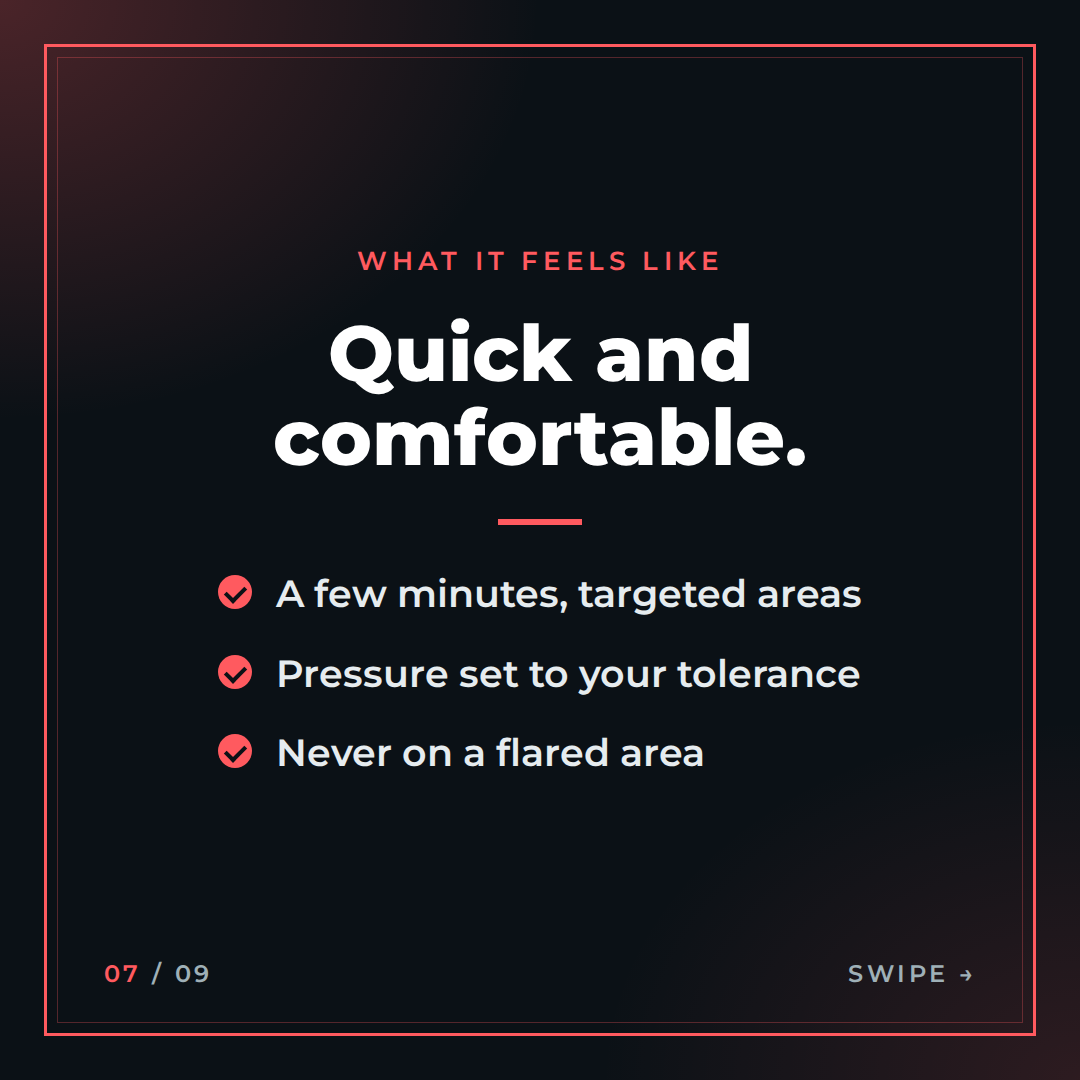 WHAT IT FEELS LIKE
Quick and
comfortable.
A few minutes, targeted areas
Pressure set to your tolerance
Never on a flared area
07 / 09
SWIPE →